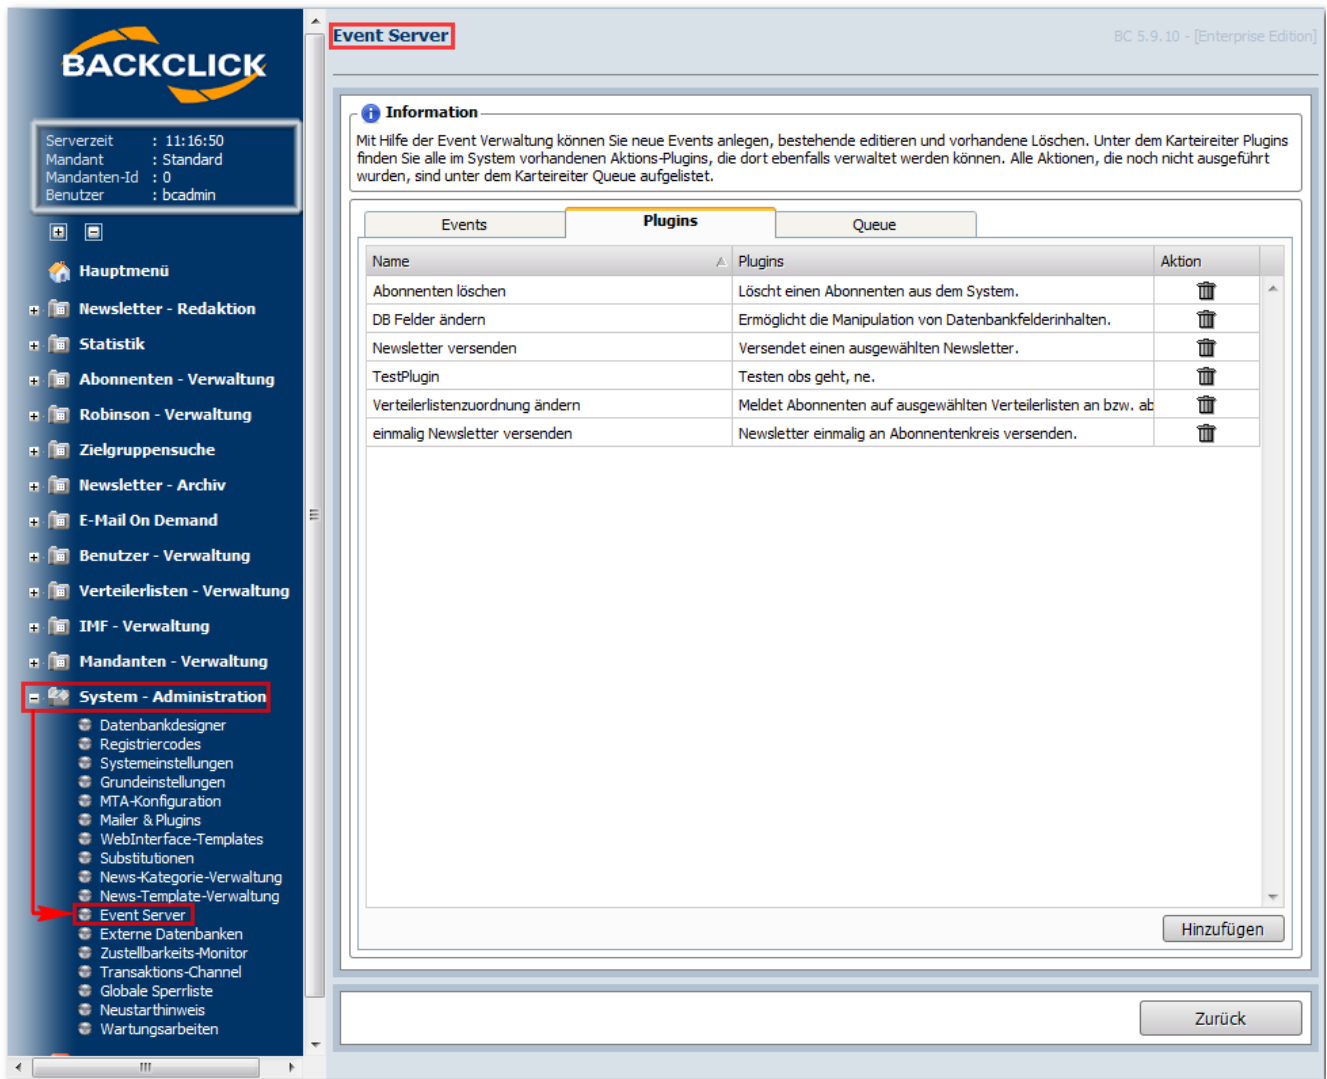 BACKCLICK
Serverzeit : 11:16:50
Mandant : Standard
Mandanten-Id : 0
Benutzer : bcadmin
Hauptmenü
Newsletter - Redaktion
Statistik
Abonnenten - Verwaltung
Robinson - Verwaltung
Zielgruppensuche
Newsletter - Archiv
E-Mail On Demand
Benutzer - Verwaltung
Verteilerlisten - Verwaltung
IMF - Verwaltung
Mandanten - Verwaltung
System - Administration
Datenbankdesigner
Registriercodes
Systemeinstellungen
Grundeinstellungen
MTA-Konfiguration
Mailer & Plugins
WebInterface-Templates
Substitutionen
News-Kategorie-Verwaltung
News-Template-Verwaltung
Event Server
Externe Datenbanken
Zustellbarkeits-Monitor
Transaktions-Channel
Globale Sperrliste
Neustarthinweis
Wartungsarbeiten
Event Server
BC 5.9.10 - [Enterprise Edition]
Information
Mit Hilfe der Event Verwaltung können Sie neue Events anlegen, bestehende editieren und vorhandene Löschen. Unter dem Karteireiter Plugins
finden Sie alle im System vorhandenen Aktions-Plugins, die dort ebenfalls verwaltet werden können. Alle Aktionen, die noch nicht ausgeführt
wurden, sind unter dem Karteireiter Queue aufgelistet.
Events Plugins Queue
Name Plugins Aktion
Abonnenten löschen Löscht einen Abonnenten aus dem System.
DB Felder ändern Ermöglicht die Manipulation von Datenbankfelderinhalten.
Newsletter versenden Versendet einen ausgewählten Newsletter.
TestPlugin Testen obs geht, ne.
Verteilerlistenzuordnung ändern Meldet Abonnenten auf ausgewählten Verteilerlisten an bzw. ab
einmalig Newsletter versenden Newsletter einmalig an Abonnentenkreis versenden.
Hinzufügen
Zurück